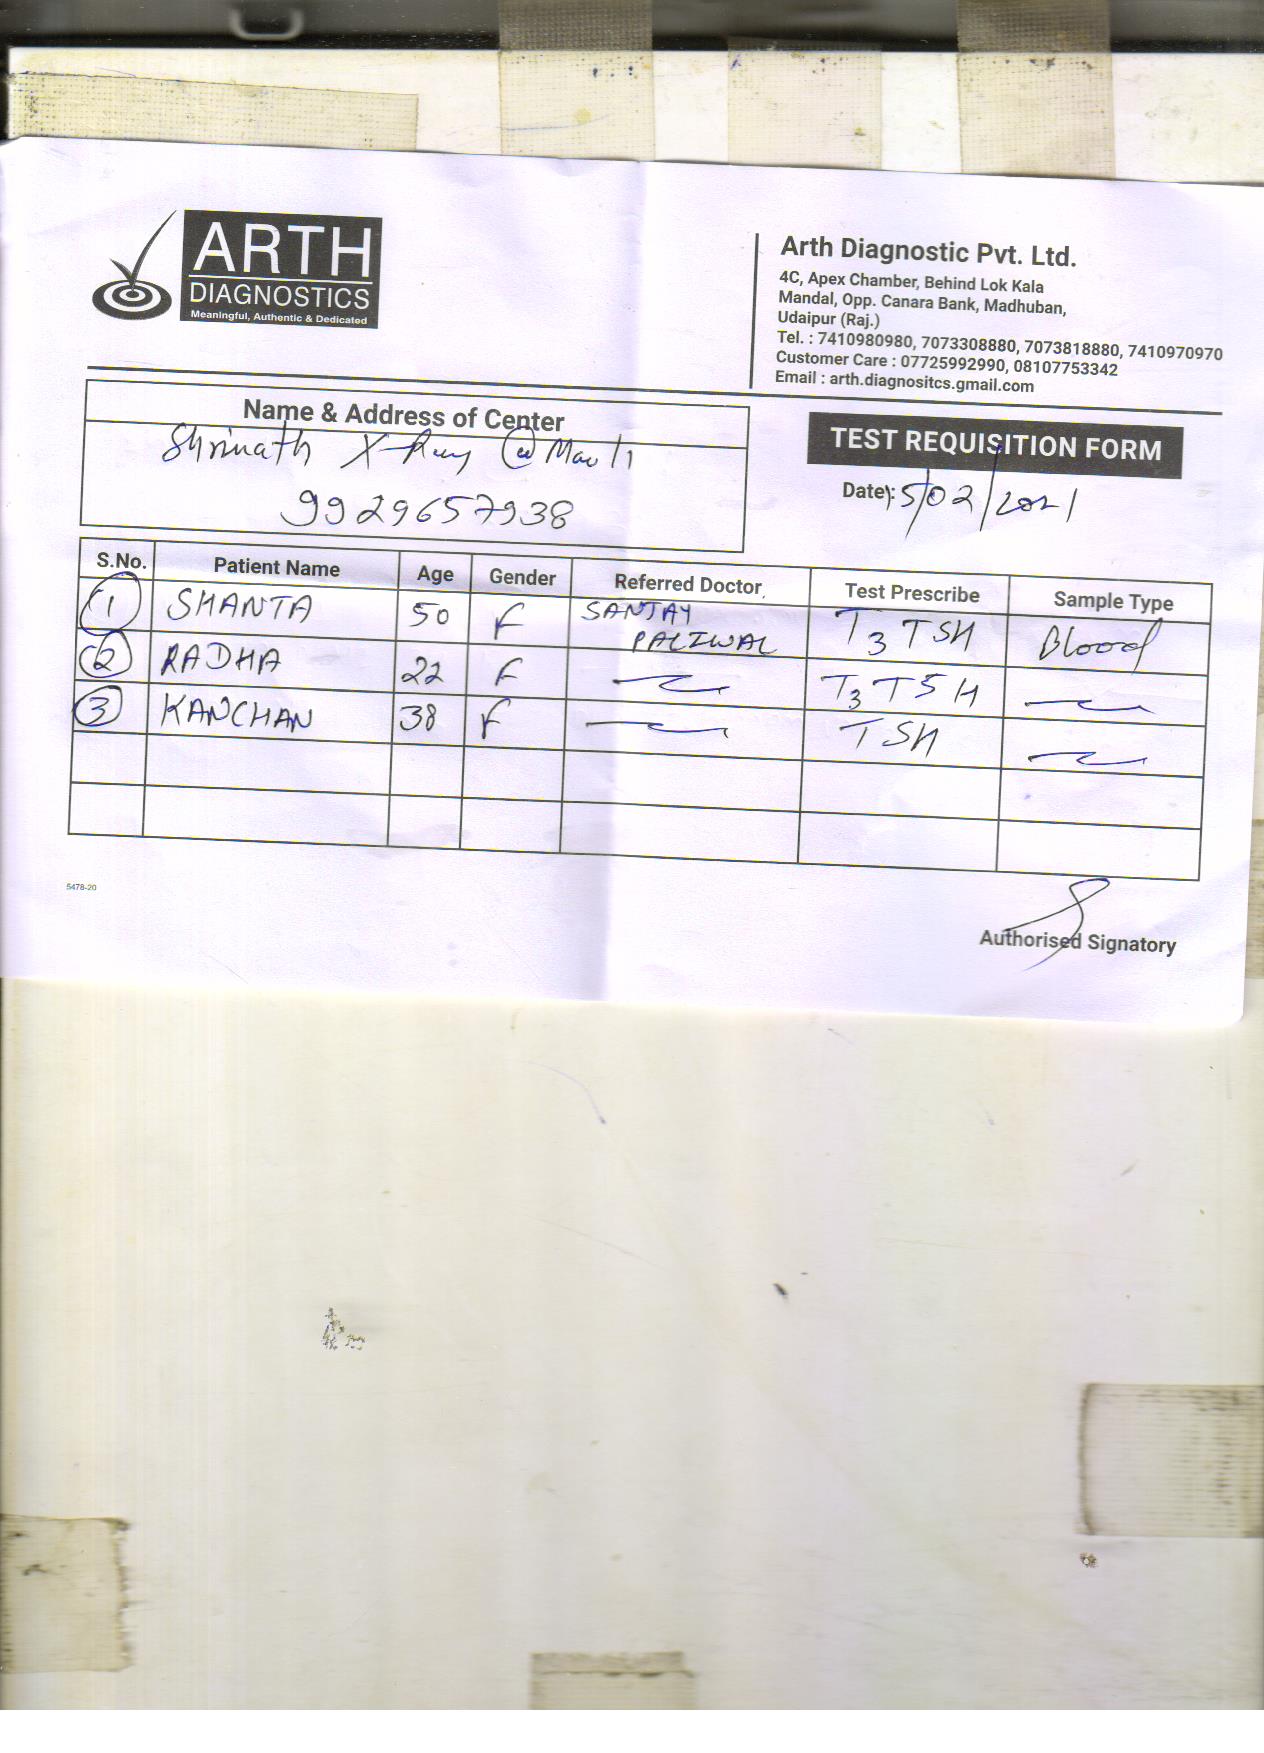 ARTH
DIAGNOSTICS
Meaningful, Authentic & Dedicated
Arth Diagnostic Pvt. Ltd.
4C, Apex Chamber, Behind Lok Kala
Mandal, Opp. Canara Bank, Madhuban,
Udaipur (Raj.)
Tel. : 7410980980, 7073308880, 7073818880, 7410970970
Customer Care : 07725992990, 08107753342
Email : arth.diagnositcs.gmail.com
Name & Address of Center
Shrinath X-Ray @ Mavli
9929657938
TEST REQUISITION FORM
Date: 15/02/2021
S.No. Patient Name Age Gender Referred Doctor Test Prescribe Sample Type
1 SHANTA 50 F SANJAY PALIWAL T3 TSH Blood
2 RADHA 22 F T3 TSH
3 KANCHAN 38 F TSH
5478-20
Authorised Signatory